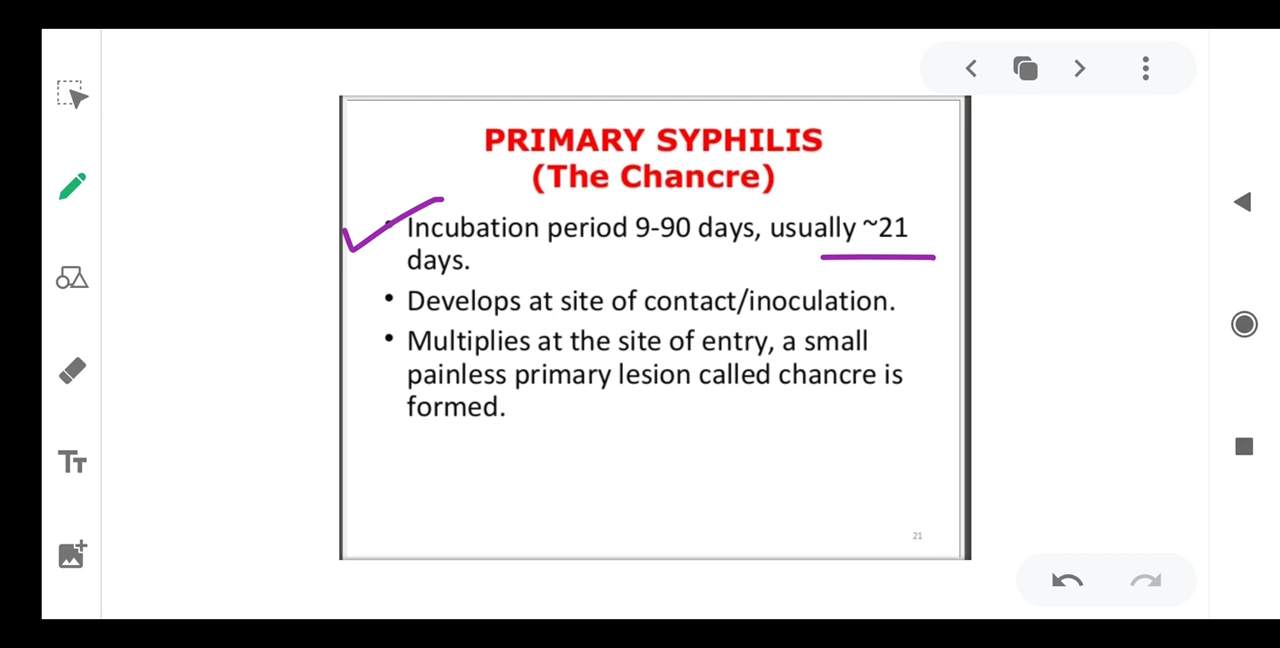 PRIMARY SYPHILIS
(The Chancre)
• Incubation period 9-90 days, usually ~21
days.
• Develops at site of contact/inoculation.
• Multiplies at the site of entry, a small
painless primary lesion called chancre is
formed.
21
TT